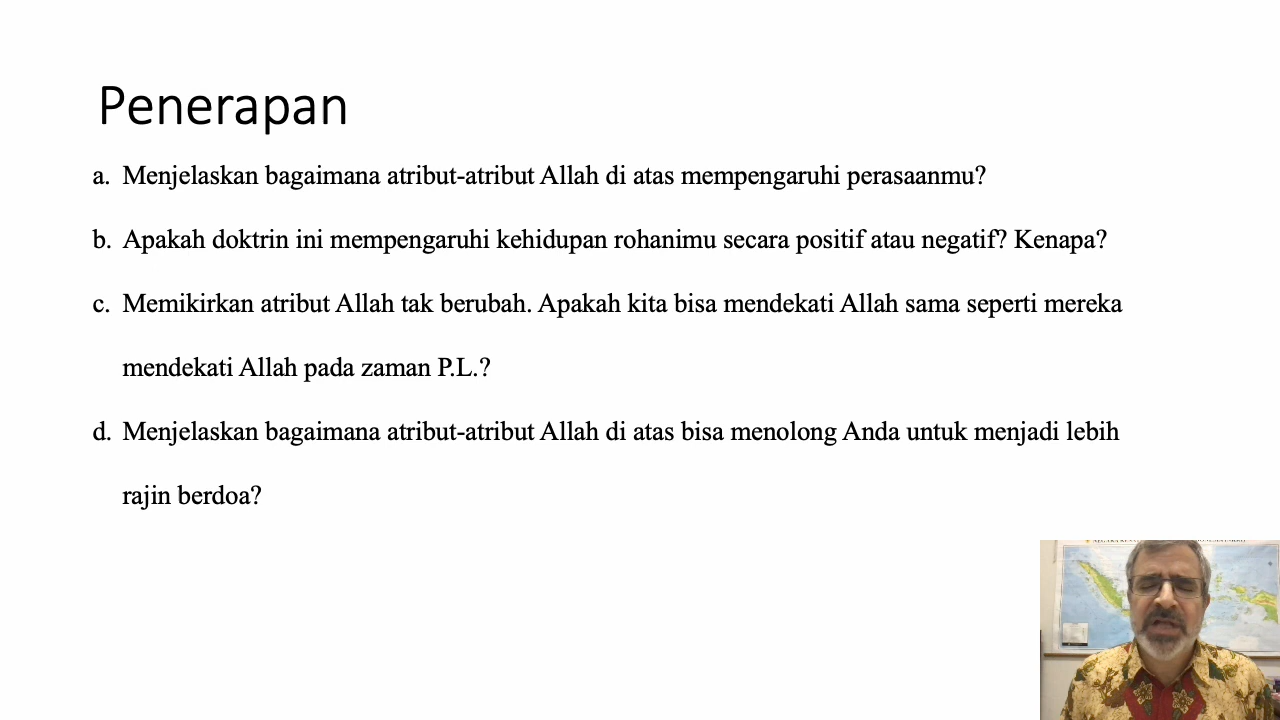 Penerapan
a. Menjelaskan bagaimana atribut-atribut Allah di atas mempengaruhi perasaanmu?
b. Apakah doktrin ini mempengaruhi kehidupan rohanimu secara positif atau negatif? Kenapa?
c. Memikirkan atribut Allah tak berubah. Apakah kita bisa mendekati Allah sama seperti mereka
mendekati Allah pada zaman P.L.?
d. Menjelaskan bagaimana atribut-atribut Allah di atas bisa menolong Anda untuk menjadi lebih
rajin berdoa?